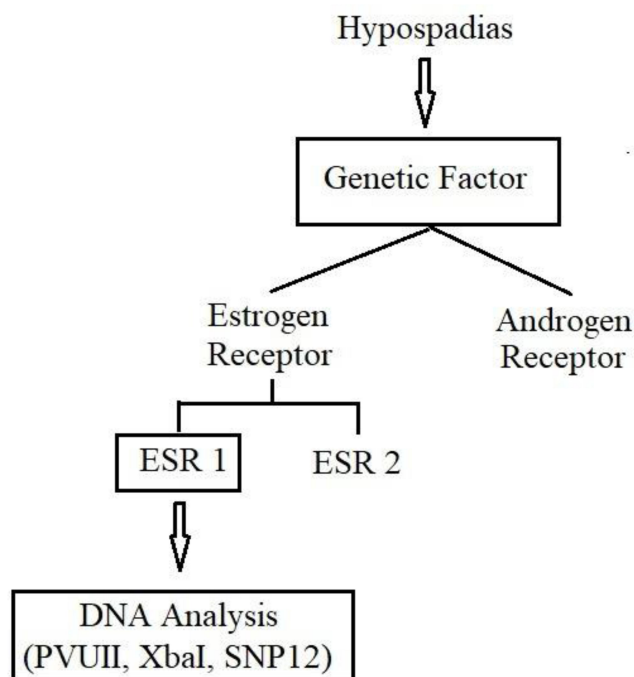 Hypospadias
Genetic Factor
Estrogen
Receptor
Androgen
Receptor
ESR 1
ESR 2
DNA Analysis
(PVUII, XbaI, SNP12)